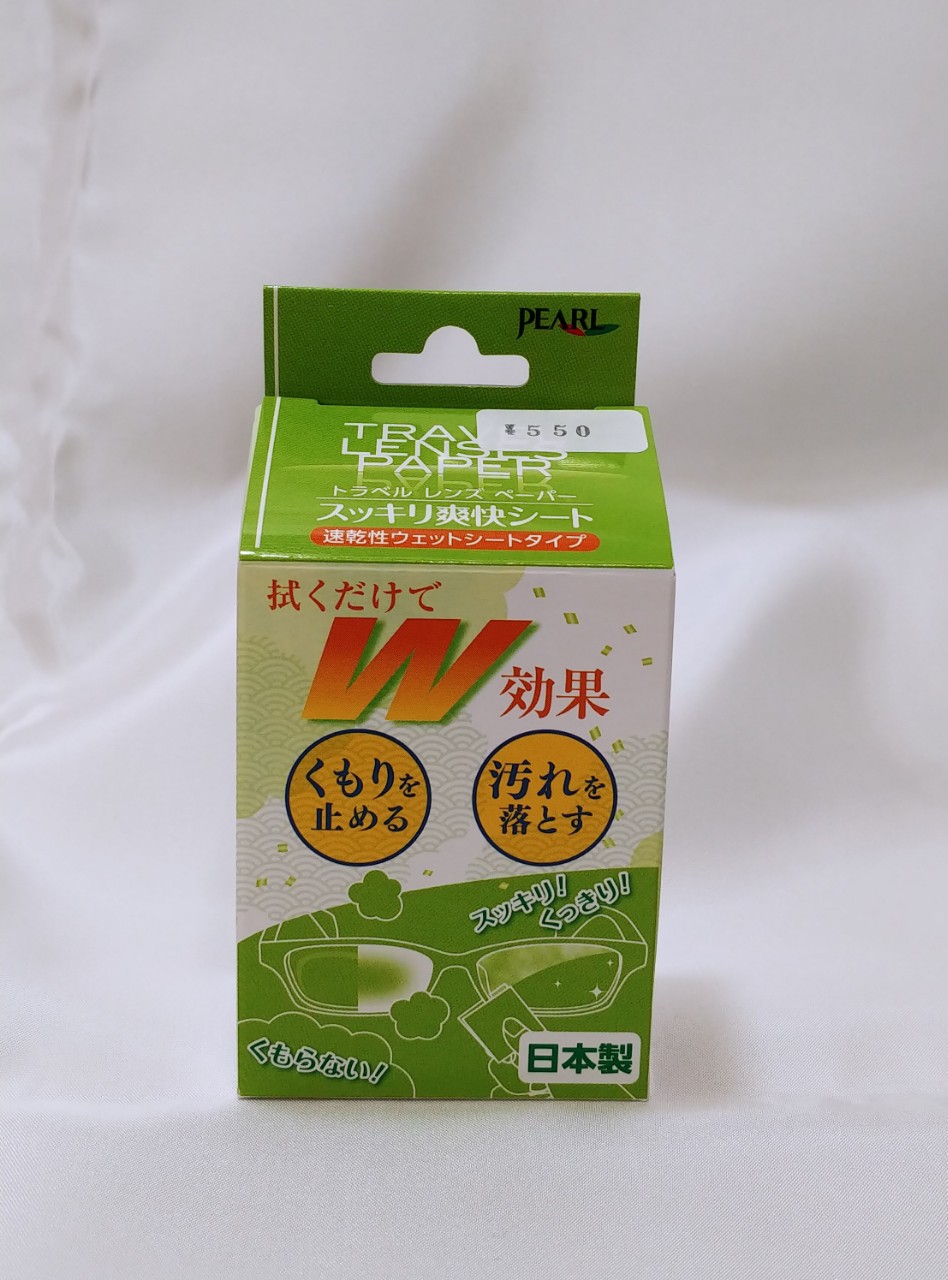 PEARL
¥550
TRAVEL
LENSES
PAPER
トラベル レンズ ペーパー
スッキリ爽快シート
速乾性ウェットシートタイプ
拭くだけで
W効果
くもりを
止める
汚れを
落とす
スッキリ!
くっきり!
くもらない!
日本製